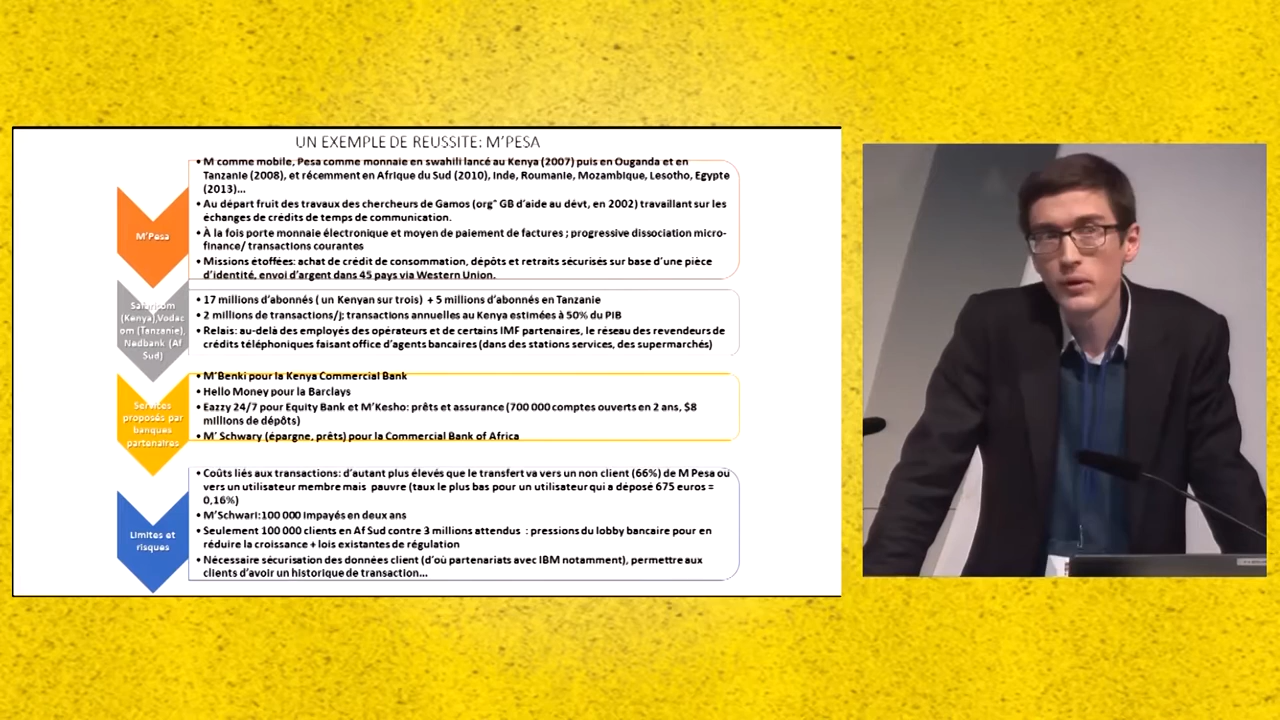 UN EXEMPLE DE REUSSITE: M'PESA
M'Pesa
• M comme mobile, Pesa comme monnaie en swahili lancé au Kenya (2007) puis en Ouganda et en
Tanzanie (2008), et récemment en Afrique du Sud (2010), Inde, Roumanie, Mozambique, Lesotho, Egypte
(2013)...
• Au départ fruit des travaux des chercheurs de Gamos (org° GB d'aide au dévt, en 2002) travaillant sur les
échanges de crédits de temps de communication.
• À la fois porte monnaie électronique et moyen de paiement de factures ; progressive dissociation micro-
finance/ transactions courantes
• Missions étoffées: achat de crédit de consommation, dépôts et retraits sécurisés sur base d'une pièce
d'identité, envoi d'argent dans 45 pays via Western Union.
Safaricom
(Kenya),Vodac
om (Tanzanie),
Nedbank (Af
Sud)
• 17 millions d'abonnés ( un Kenyan sur trois) + 5 millions d'abonnés en Tanzanie
• 2 millions de transactions/j; transactions annuelles au Kenya estimées à 50% du PIB
• Relais: au-delà des employés des opérateurs et de certains IMF partenaires, le réseau des revendeurs de
crédits téléphoniques faisant office d'agents bancaires (dans des stations services, des supermarchés)
Services
proposés par
banques
partenaires
• M'Benki pour la Kenya Commercial Bank
• Hello Money pour la Barclays
• Eazzy 24/7 pour Equity Bank et M'Kesho: prêts et assurance (700 000 comptes ouverts en 2 ans, $8
millions de dépôts)
• M' Schwary (épargne, prêts) pour la Commercial Bank of Africa
Limites et
risques
• Coûts liés aux transactions: d'autant plus élevés que le transfert va vers un non client (66%) de M Pesa ou
vers un utilisateur membre mais pauvre (taux le plus bas pour un utilisateur qui a déposé 675 euros =
0,16%)
• M'Schwari:100 000 impayés en deux ans
• Seulement 100 000 clients en Af Sud contre 3 millions attendus : pressions du lobby bancaire pour en
réduire la croissance + lois existantes de régulation
• Nécessaire sécurisation des données client (d'où partenariats avec IBM notamment), permettre aux
clients d'avoir un historique de transaction...